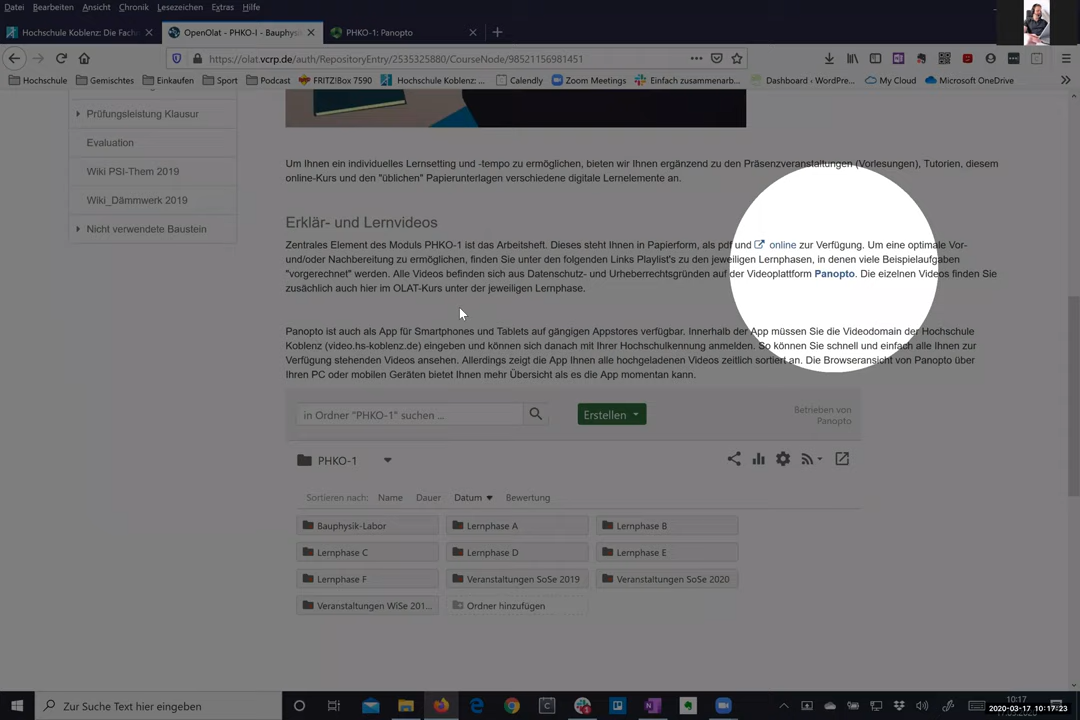 Datei Bearbeiten Ansicht Chronik Lesezeichen Extras Hilfe
Hochschule Koblenz: Die Fach
OpenOlat - PHKO-I - Bauphysik
PHKO-1: Panopto
https://olat.vcrp.de/auth/RepositoryEntry/2535325880/CourseNode/98521156981451
Hochschule Gemischtes Einkaufen Sport Podcast FRITZ!Box 7590 Hochschule Koblenz: ... Calendly Zoom Meetings Einfach zusammenarb... Dashboard ‹ WordPre... My Cloud Microsoft OneDrive
Prüfungsleistung Klausur
Evaluation
Wiki PSI-Them 2019
Wiki_Dämmwerk 2019
Nicht verwendete Baustein
Um Ihnen ein individuelles Lernsetting und -tempo zu ermöglichen, bieten wir Ihnen ergänzend zu den Präsenzveranstaltungen (Vorlesungen), Tutorien, diesem
online-Kurs und den "üblichen" Papierunterlagen verschiedene digitale Lernelemente an.
Erklär- und Lernvideos
Zentrales Element des Moduls PHKO-1 ist das Arbeitsheft. Dieses steht Ihnen in Papierform, als pdf und online zur Verfügung. Um eine optimale Vor-
und/oder Nachbereitung zu ermöglichen, finden Sie unter den folgenden Links Playlist's zu den jeweiligen Lernphasen, in denen viele Beispielaufgaben
"vorgerechnet" werden. Alle Videos befinden sich aus Datenschutz- und Urheberrechtsgründen auf der Videoplattform Panopto. Die eizelnen Videos finden Sie
zusächlich auch hier im OLAT-Kurs unter der jeweiligen Lernphase.
Panopto ist auch als App für Smartphones und Tablets auf gängigen Appstores verfügbar. Innerhalb der App müssen Sie die Videodomain der Hochschule
Koblenz (video.hs-koblenz.de) eingeben und können sich danach mit Ihrer Hochschulkennung anmelden. So können Sie schnell und einfach alle Ihnen zur
Verfügung stehenden Videos ansehen. Allerdings zeigt die App Ihnen alle hochgeladenen Videos zeitlich sortiert an. Die Browseransicht von Panopto über
Ihren PC oder mobilen Geräten bietet Ihnen mehr Übersicht als es die App momentan kann.
in Ordner "PHKO-1" suchen ...
Erstellen
Betrieben von
Panopto
PHKO-1
Sortieren nach: Name Dauer Datum Bewertung
Bauphysik-Labor Lernphase A Lernphase B
Lernphase C Lernphase D Lernphase E
Lernphase F Veranstaltungen SoSe 2019 Veranstaltungen SoSe 2020
Veranstaltungen WiSe 201... Ordner hinzufügen
Zur Suche Text hier eingeben
10:17
2020-03-17 10:17:23